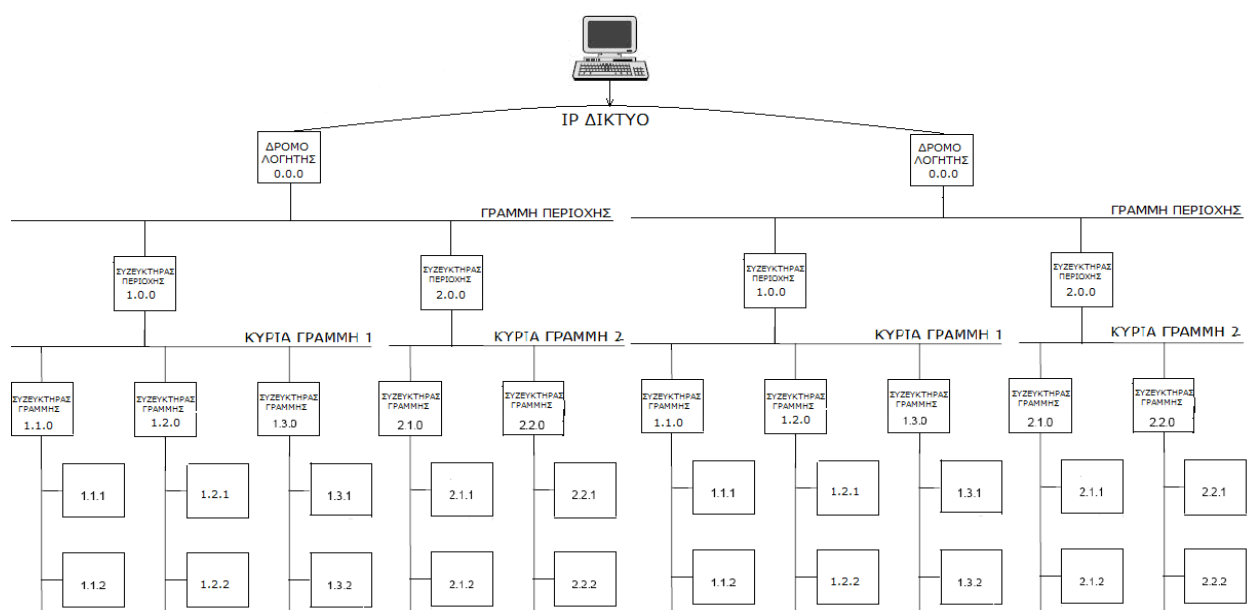 IP ΔΙΚΤΥΟ
ΔΡΟΜΟ
ΛΟΓΗΤΗΣ
0.0.0
ΔΡΟΜΟ
ΛΟΓΗΤΗΣ
0.0.0
ΓΡΑΜΜΗ ΠΕΡΙΟΧΗΣ
ΓΡΑΜΜΗ ΠΕΡΙΟΧΗΣ
ΣΥΖΕΥΚΤΗΡΑΣ
ΠΕΡΙΟΧΗΣ
1.0.0
ΣΥΖΕΥΚΤΗΡΑΣ
ΠΕΡΙΟΧΗΣ
2.0.0
ΣΥΖΕΥΚΤΗΡΑΣ
ΠΕΡΙΟΧΗΣ
1.0.0
ΣΥΖΕΥΚΤΗΡΑΣ
ΠΕΡΙΟΧΗΣ
2.0.0
ΚΥΡΙΑ ΓΡΑΜΜΗ 1
ΚΥΡΙΑ ΓΡΑΜΜΗ 2
ΚΥΡΙΑ ΓΡΑΜΜΗ 1
ΚΥΡΙΑ ΓΡΑΜΜΗ 2
ΣΥΖΕΥΚΤΗΡΑΣ
ΓΡΑΜΜΗΣ
1.1.0
ΣΥΖΕΥΚΤΗΡΑΣ
ΓΡΑΜΜΗΣ
1.2.0
ΣΥΖΕΥΚΤΗΡΑΣ
ΓΡΑΜΜΗΣ
1.3.0
ΣΥΖΕΥΚΤΗΡΑΣ
ΓΡΑΜΜΗΣ
2.1.0
ΣΥΖΕΥΚΤΗΡΑΣ
ΓΡΑΜΜΗΣ
2.2.0
ΣΥΖΕΥΚΤΗΡΑΣ
ΓΡΑΜΜΗΣ
1.1.0
ΣΥΖΕΥΚΤΗΡΑΣ
ΓΡΑΜΜΗΣ
1.2.0
ΣΥΖΕΥΚΤΗΡΑΣ
ΓΡΑΜΜΗΣ
1.3.0
ΣΥΖΕΥΚΤΗΡΑΣ
ΓΡΑΜΜΗΣ
2.1.0
ΣΥΖΕΥΚΤΗΡΑΣ
ΓΡΑΜΜΗΣ
2.2.0
1.1.1
1.2.1
1.3.1
2.1.1
2.2.1
1.1.1
1.2.1
1.3.1
2.1.1
2.2.1
1.1.2
1.2.2
1.3.2
2.1.2
2.2.2
1.1.2
1.2.2
1.3.2
2.1.2
2.2.2